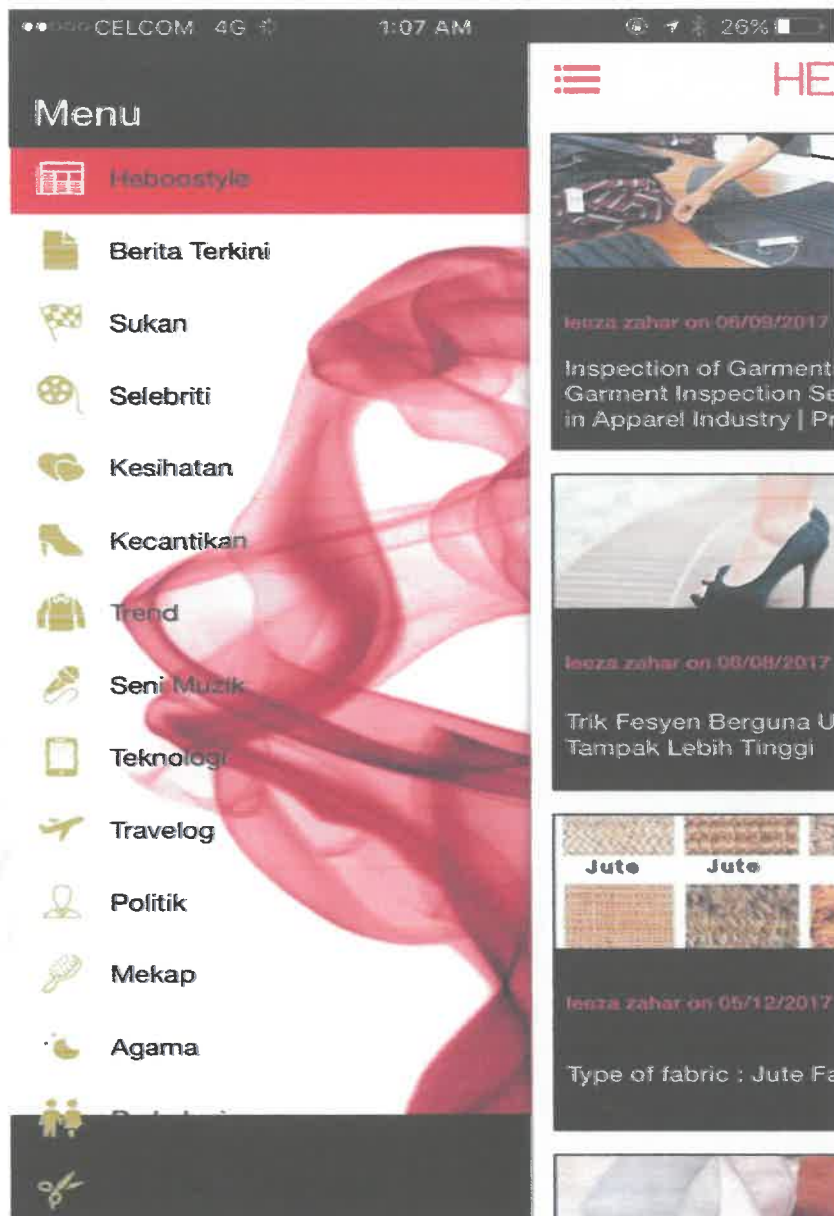 CELCOM 4G 1:07 AM 26%
Menu
HE
Heboostyle
Berita Terkini
Sukan
Selebriti
Kesihatan
Kecantikan
Trend
Seni Muzik
Teknologi
Travelog
Politik
Mekap
Agama
leeza zahar on 06/09/2017
Inspection of Garment
Garment Inspection Se
in Apparel Industry | Pr
leeza zahar on 08/08/2017
Trik Fesyen Berguna U
Tampak Lebih Tinggi
Jute Jute
leeza zahar on 05/12/2017
Type of fabric : Jute Fa